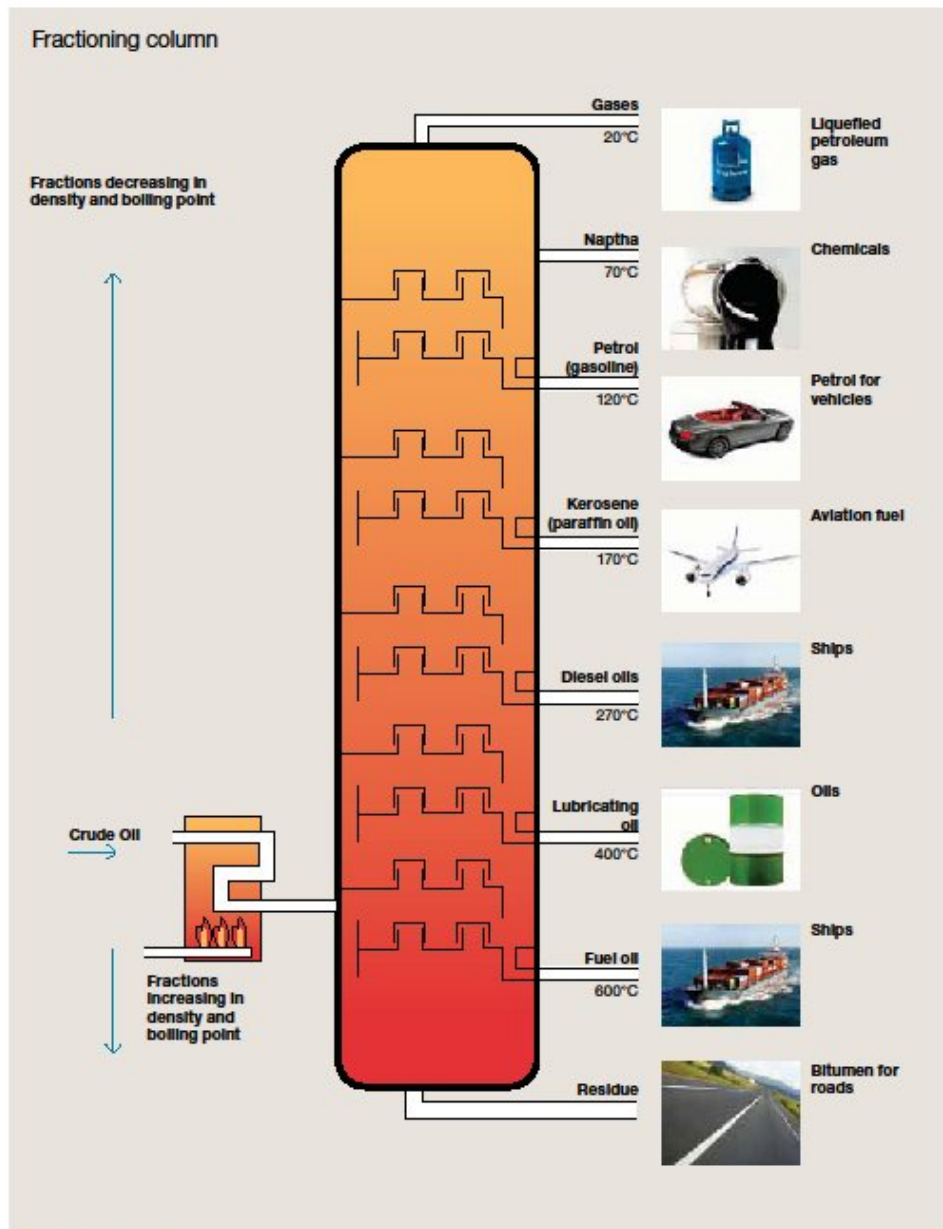 Fractioning column
Gases
20°C
Liquefied
petroleum
gas
Fractions decreasing in
density and boiling point
Naptha
70°C
Chemicals
Petrol
(gasoline)
120°C
Petrol for
vehicles
Kerosene
(paraffin oil)
170°C
Aviation fuel
Diesel oils
270°C
Ships
Crude Oil
Lubricating
oil
400°C
Oils
Fractions
increasing in
density and
boiling point
Fuel oil
600°C
Ships
Residue
Bitumen for
roads